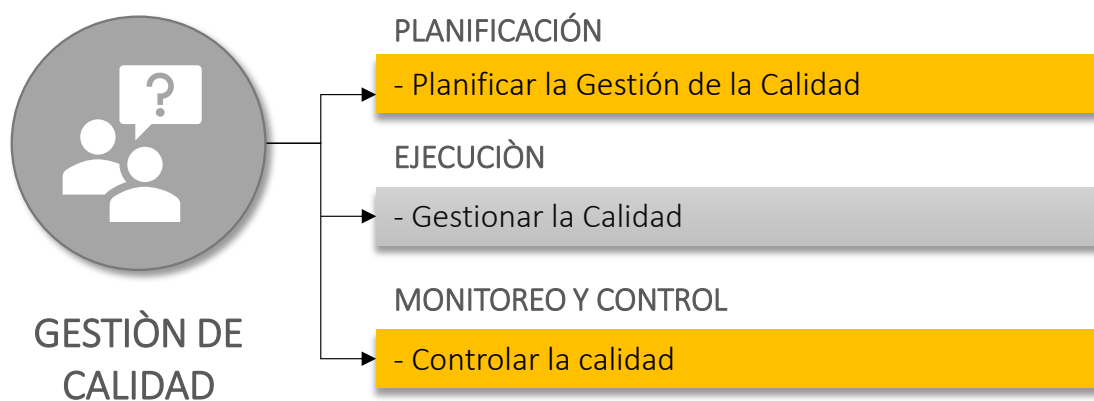 PLANIFICACIÓN
- Planificar la Gestión de la Calidad
?
EJECUCIÒN
- Gestionar la Calidad
MONITOREO Y CONTROL
- Controlar la calidad
GESTIÒN DE
CALIDAD